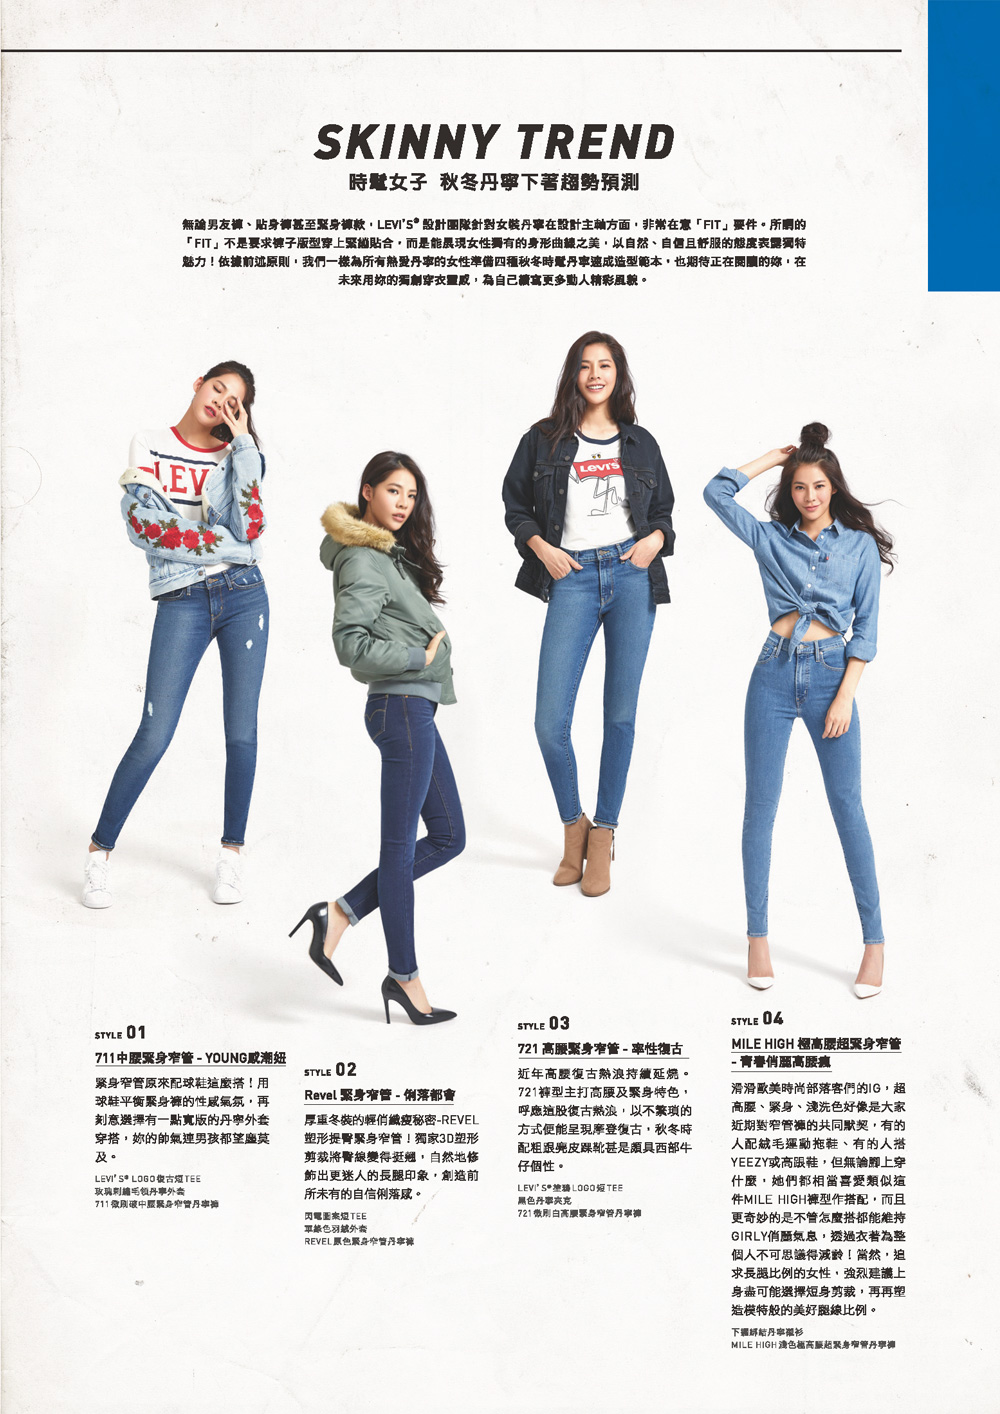 SKINNY TREND
時髦女子 秋冬丹寧下著趨勢預測
無論男友褲、貼身褲甚至緊身褲款，LEVI'S® 設計團隊針對女裝丹寧在設計主軸方面，非常在意「FIT」要件。所謂的
「FIT」不是要求褲子版型穿上緊繃貼合，而是能展現女性獨有的身形曲線之美，以自然、自信且舒服的態度表露獨特
魅力！依據前述原則，我們一樣為所有熱愛丹寧的女性準備四種秋冬時髦丹寧速成造型範本，也期待正在閱讀的妳，在
未來用妳的獨創穿衣靈感，為自己續寫更多動人精彩風貌。
LEV
LEVI'S
STYLE 01
711中腰緊身窄管 - YOUNG感潮妞
緊身窄管原來配球鞋這麼搭！用
球鞋平衡緊身褲的性感氣氛，再
刻意選擇有一點寬版的丹寧外套
穿搭，妳的帥氣連男孩都望塵莫
及。
LEVI'S® LOGO復古短TEE
玫瑰刺繡毛領丹寧外套
711微刷破中腰緊身窄管丹寧褲
STYLE 02
Revel 緊身窄管 - 俐落都會
厚重冬裝的輕俏纖瘦秘密-REVEL
塑形提臀緊身窄管！獨家3D塑形
剪裁將臀線變得挺翹，自然地修
飾出更迷人的長腿印象，創造前
所未有的自信俐落感。
閃電圖案短TEE
軍綠色羽絨外套
REVEL原色緊身窄管丹寧褲
STYLE 03
721 高腰緊身窄管 - 率性復古
近年高腰復古熱浪持續延燒。
721褲型主打高腰及緊身特色，
呼應這股復古熱浪，以不繁瑣的
方式便能呈現摩登復古，秋冬時
配粗跟麂皮踝靴甚是頗具西部牛
仔個性。
LEVI'S®塗鴉LOGO短TEE
黑色丹寧夾克
721微刷白高腰緊身窄管丹寧褲
STYLE 04
MILE HIGH 極高腰超緊身窄管
- 青春俏麗高腰瘋
滑滑歐美時尚部落客們的IG，超
高腰、緊身、淺洗色好像是大家
近期對窄管褲的共同默契，有的
人配絨毛運動拖鞋、有的人搭
YEEZY或高跟鞋，但無論腳上穿
什麼，她們都相當喜愛類似這
件MILE HIGH褲型作搭配，而且
更奇妙的是不管怎麼搭都能維持
GIRLY俏麗氣息，透過衣著為整
個人不可思議得減齡！當然，追
求長腿比例的女性，強烈建議上
身盡可能選擇短身剪裁，再再塑
造模特般的美好腿線比例。
下襬綁結丹寧襯衫
MILE HIGH淺色極高腰超緊身窄管丹寧褲